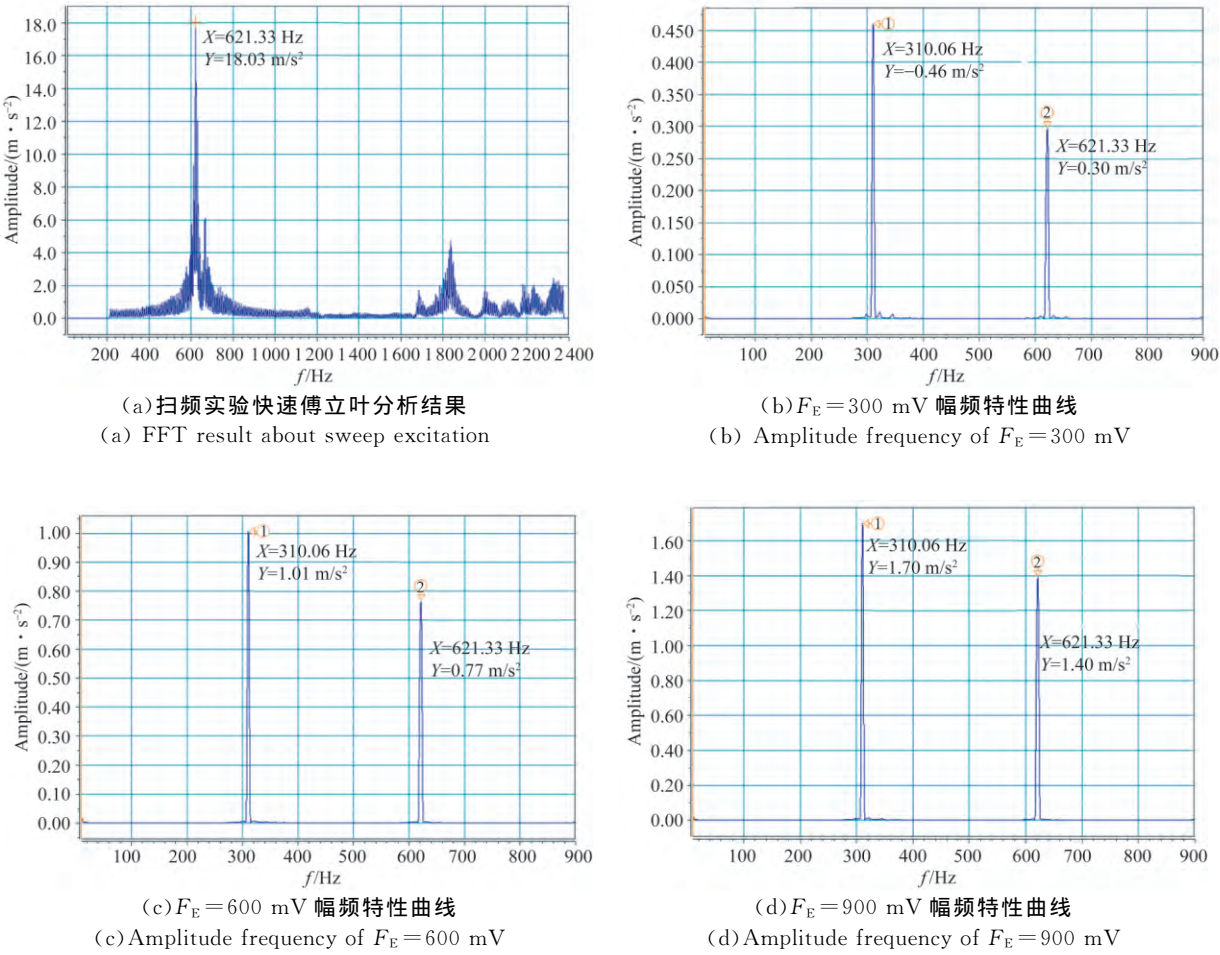 18.0
16.0
14.0
12.0
10.0
8.0
6.0
4.0
2.0
0.0
Amplitude/(m·s⁻²)
X=621.33 Hz
Y=18.03 m/s²
200 400 600 800 1 000 1 200 1 400 1 600 1 800 2 000 2 200 2 400
f/Hz
(a)扫频实验快速傅立叶分析结果
(a) FFT result about sweep excitation
0.450
0.400
0.350
0.300
0.250
0.200
0.150
0.100
0.050
0.000
Amplitude/(m·s⁻²)
①
X=310.06 Hz
Y=−0.46 m/s²
②
X=621.33 Hz
Y=0.30 m/s²
100 200 300 400 500 600 700 800 900
f/Hz
(b)F_E=300 mV 幅频特性曲线
(b) Amplitude frequency of F_E=300 mV
1.00
0.90
0.80
0.70
0.60
0.50
0.40
0.30
0.20
0.10
0.00
Amplitude/(m·s⁻²)
①
X=310.06 Hz
Y=1.01 m/s²
②
X=621.33 Hz
Y=0.77 m/s²
100 200 300 400 500 600 700 800 900
f/Hz
(c)F_E=600 mV 幅频特性曲线
(c)Amplitude frequency of F_E=600 mV
1.60
1.40
1.20
1.00
0.80
0.60
0.40
0.20
0.00
Amplitude/(m·s⁻²)
①
X=310.06 Hz
Y=1.70 m/s²
②
X=621.33 Hz
Y=1.40 m/s²
100 200 300 400 500 600 700 800 900
f/Hz
(d)F_E=900 mV 幅频特性曲线
(d)Amplitude frequency of F_E=900 mV